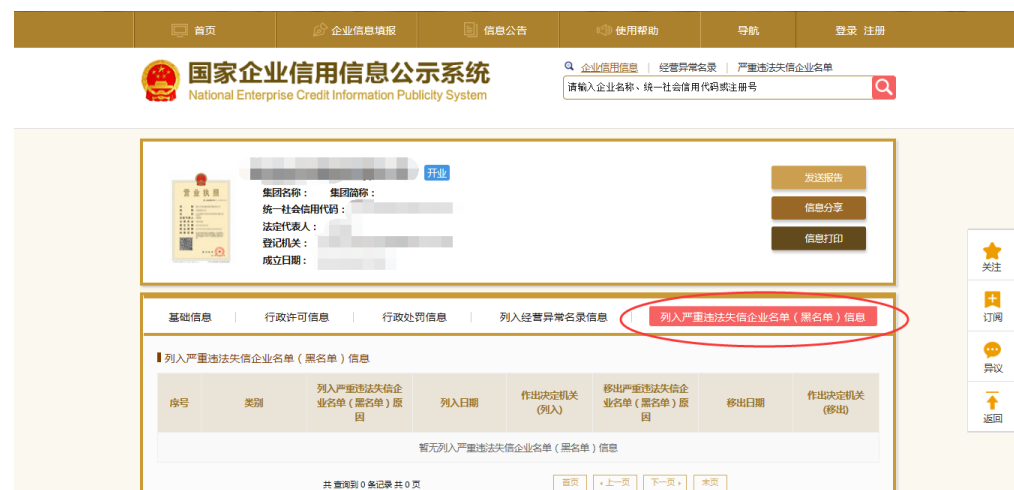 首页 企业信息填报 信息公告 使用帮助 导航 登录 注册
国家企业信用信息公示系统
National Enterprise Credit Information Publicity System
企业信用信息 | 经营异常名录 | 严重违法失信企业名单
请输入企业名称、统一社会信用代码或注册号
开业
营业执照
集团名称： 集团简称：
统一社会信用代码：
法定代表人：
登记机关：
成立日期：
发送报告
信息分享
信息打印
关注
订阅
异议
返回
基础信息 | 行政许可信息 | 行政处罚信息 | 列入经营异常名录信息 | 列入严重违法失信企业名单（黑名单）信息
列入严重违法失信企业名单（黑名单）信息
序号 类别 列入严重违法失信企业名单（黑名单）原因 列入日期 作出决定机关(列入) 移出严重违法失信企业名单（黑名单）原因 移出日期 作出决定机关(移出)
暂无列入严重违法失信企业名单（黑名单）信息
共 查询到 0 条记录 共 0 页 首页 上一页 下一页 末页